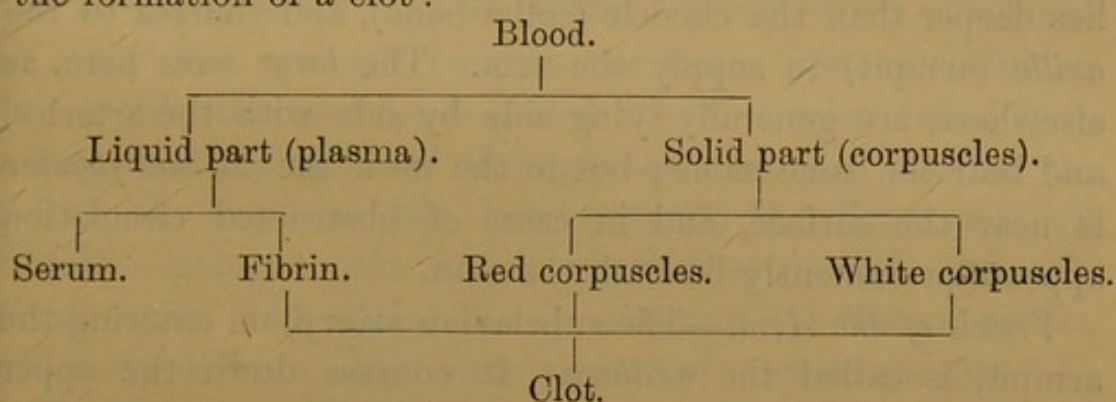 the formation of a clot:
Blood.
Liquid part (plasma). Solid part (corpuscles).
Serum. Fibrin. Red corpuscles. White corpuscles.
Clot.